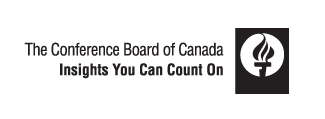 The Conference Board of Canada
Insights You Can Count On